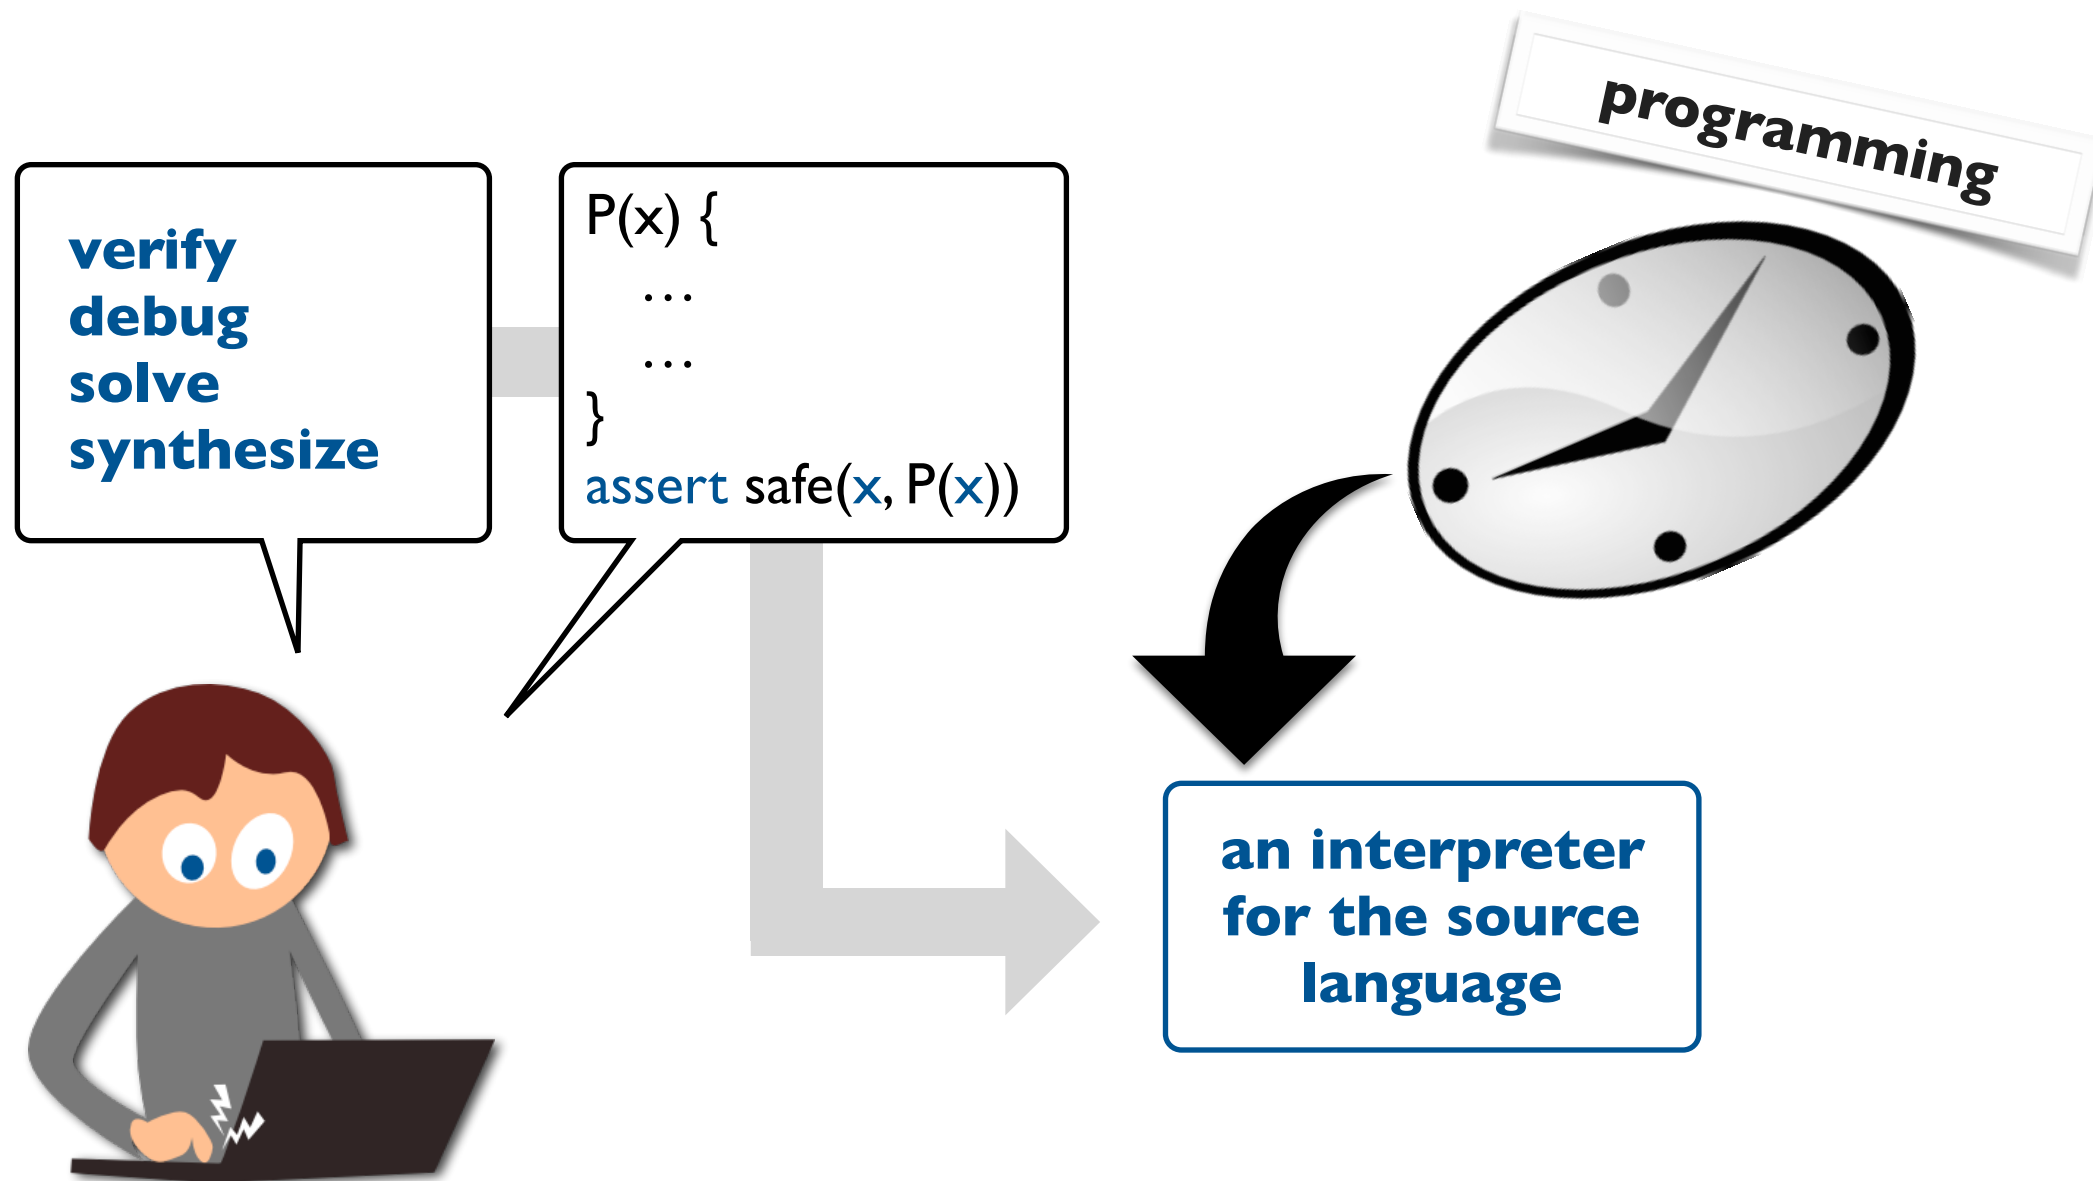 programming
verify
debug
solve
synthesize
P(x) {
…
…
}
assert safe(x, P(x))
an interpreter
for the source
language